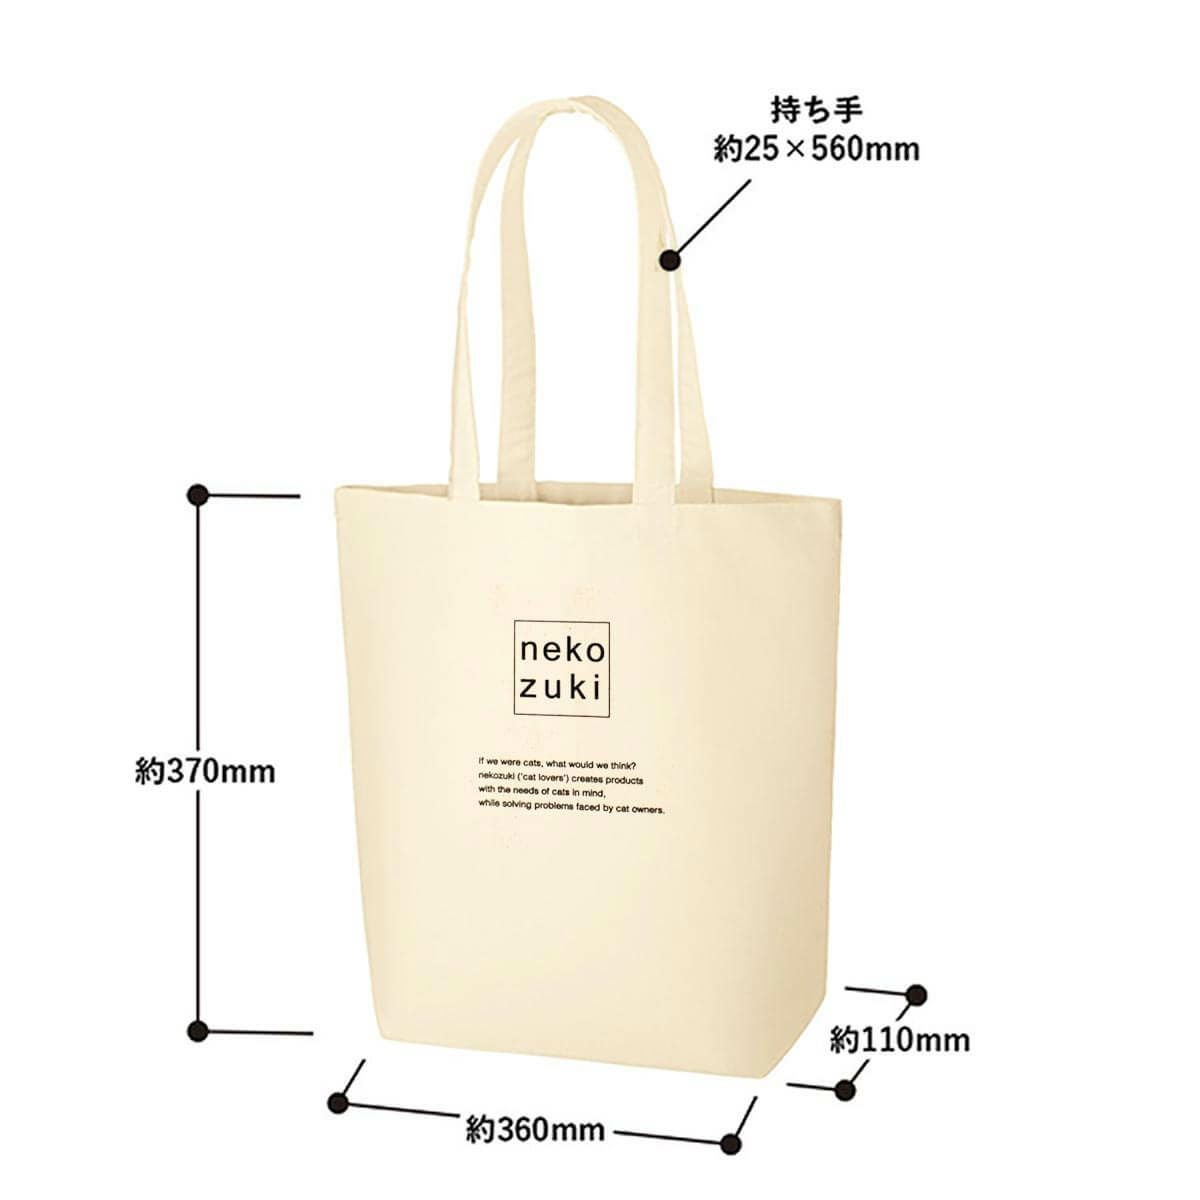 持ち手
約25×560mm
neko
zuki
If we were cats, what would we think?
nekozuki ('cat lovers') creates products
with the needs of cats in mind,
while solving problems faced by cat owners.
約370mm
約110mm
約360mm